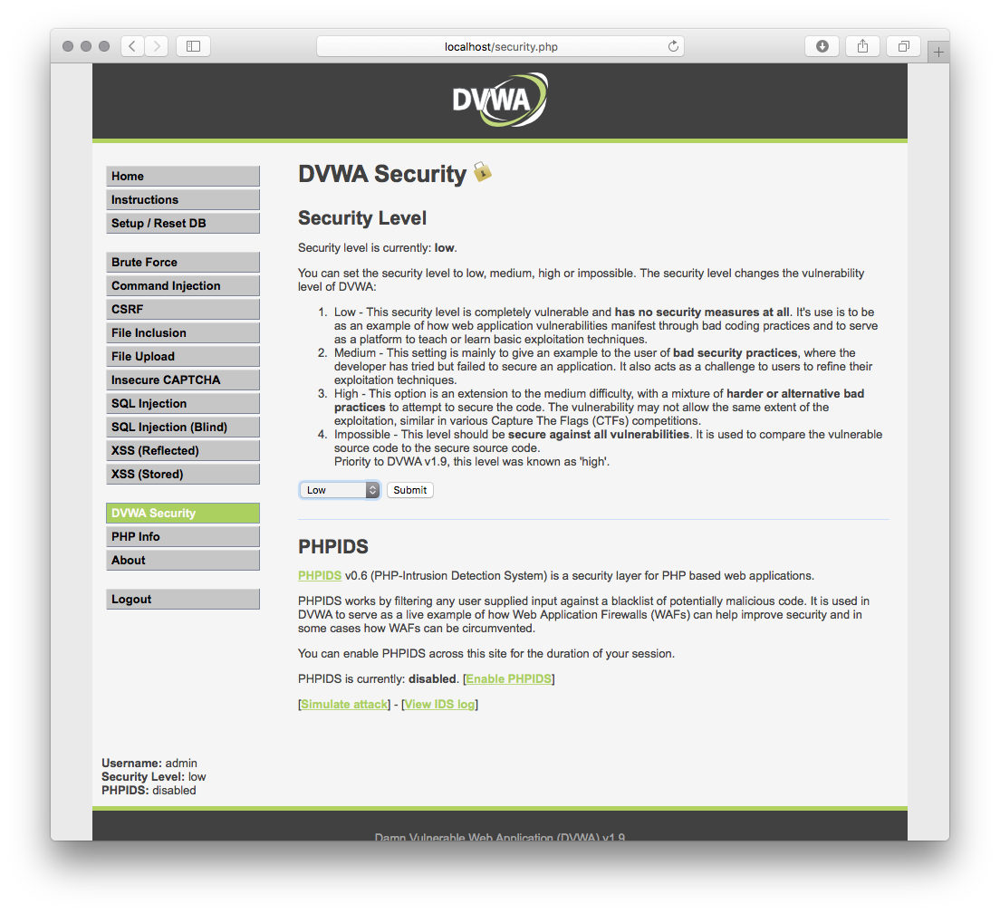 localhost/security.php
DVWA
Home
Instructions
Setup / Reset DB
Brute Force
Command Injection
CSRF
File Inclusion
File Upload
Insecure CAPTCHA
SQL Injection
SQL Injection (Blind)
XSS (Reflected)
XSS (Stored)
DVWA Security
PHP Info
About
Logout
DVWA Security
Security Level
Security level is currently: low.
You can set the security level to low, medium, high or impossible. The security level changes the vulnerability
level of DVWA:
1. Low - This security level is completely vulnerable and has no security measures at all. It's use is to be
as an example of how web application vulnerabilities manifest through bad coding practices and to serve
as a platform to teach or learn basic exploitation techniques.
2. Medium - This setting is mainly to give an example to the user of bad security practices, where the
developer has tried but failed to secure an application. It also acts as a challenge to users to refine their
exploitation techniques.
3. High - This option is an extension to the medium difficulty, with a mixture of harder or alternative bad
practices to attempt to secure the code. The vulnerability may not allow the same extent of the
exploitation, similar in various Capture The Flags (CTFs) competitions.
4. Impossible - This level should be secure against all vulnerabilities. It is used to compare the vulnerable
source code to the secure source code.
Priority to DVWA v1.9, this level was known as 'high'.
Low Submit
PHPIDS
PHPIDS v0.6 (PHP-Intrusion Detection System) is a security layer for PHP based web applications.
PHPIDS works by filtering any user supplied input against a blacklist of potentially malicious code. It is used in
DVWA to serve as a live example of how Web Application Firewalls (WAFs) can help improve security and in
some cases how WAFs can be circumvented.
You can enable PHPIDS across this site for the duration of your session.
PHPIDS is currently: disabled. [Enable PHPIDS]
[Simulate attack] - [View IDS log]
Username: admin
Security Level: low
PHPIDS: disabled
Damn Vulnerable Web Application (DVWA) v1.9